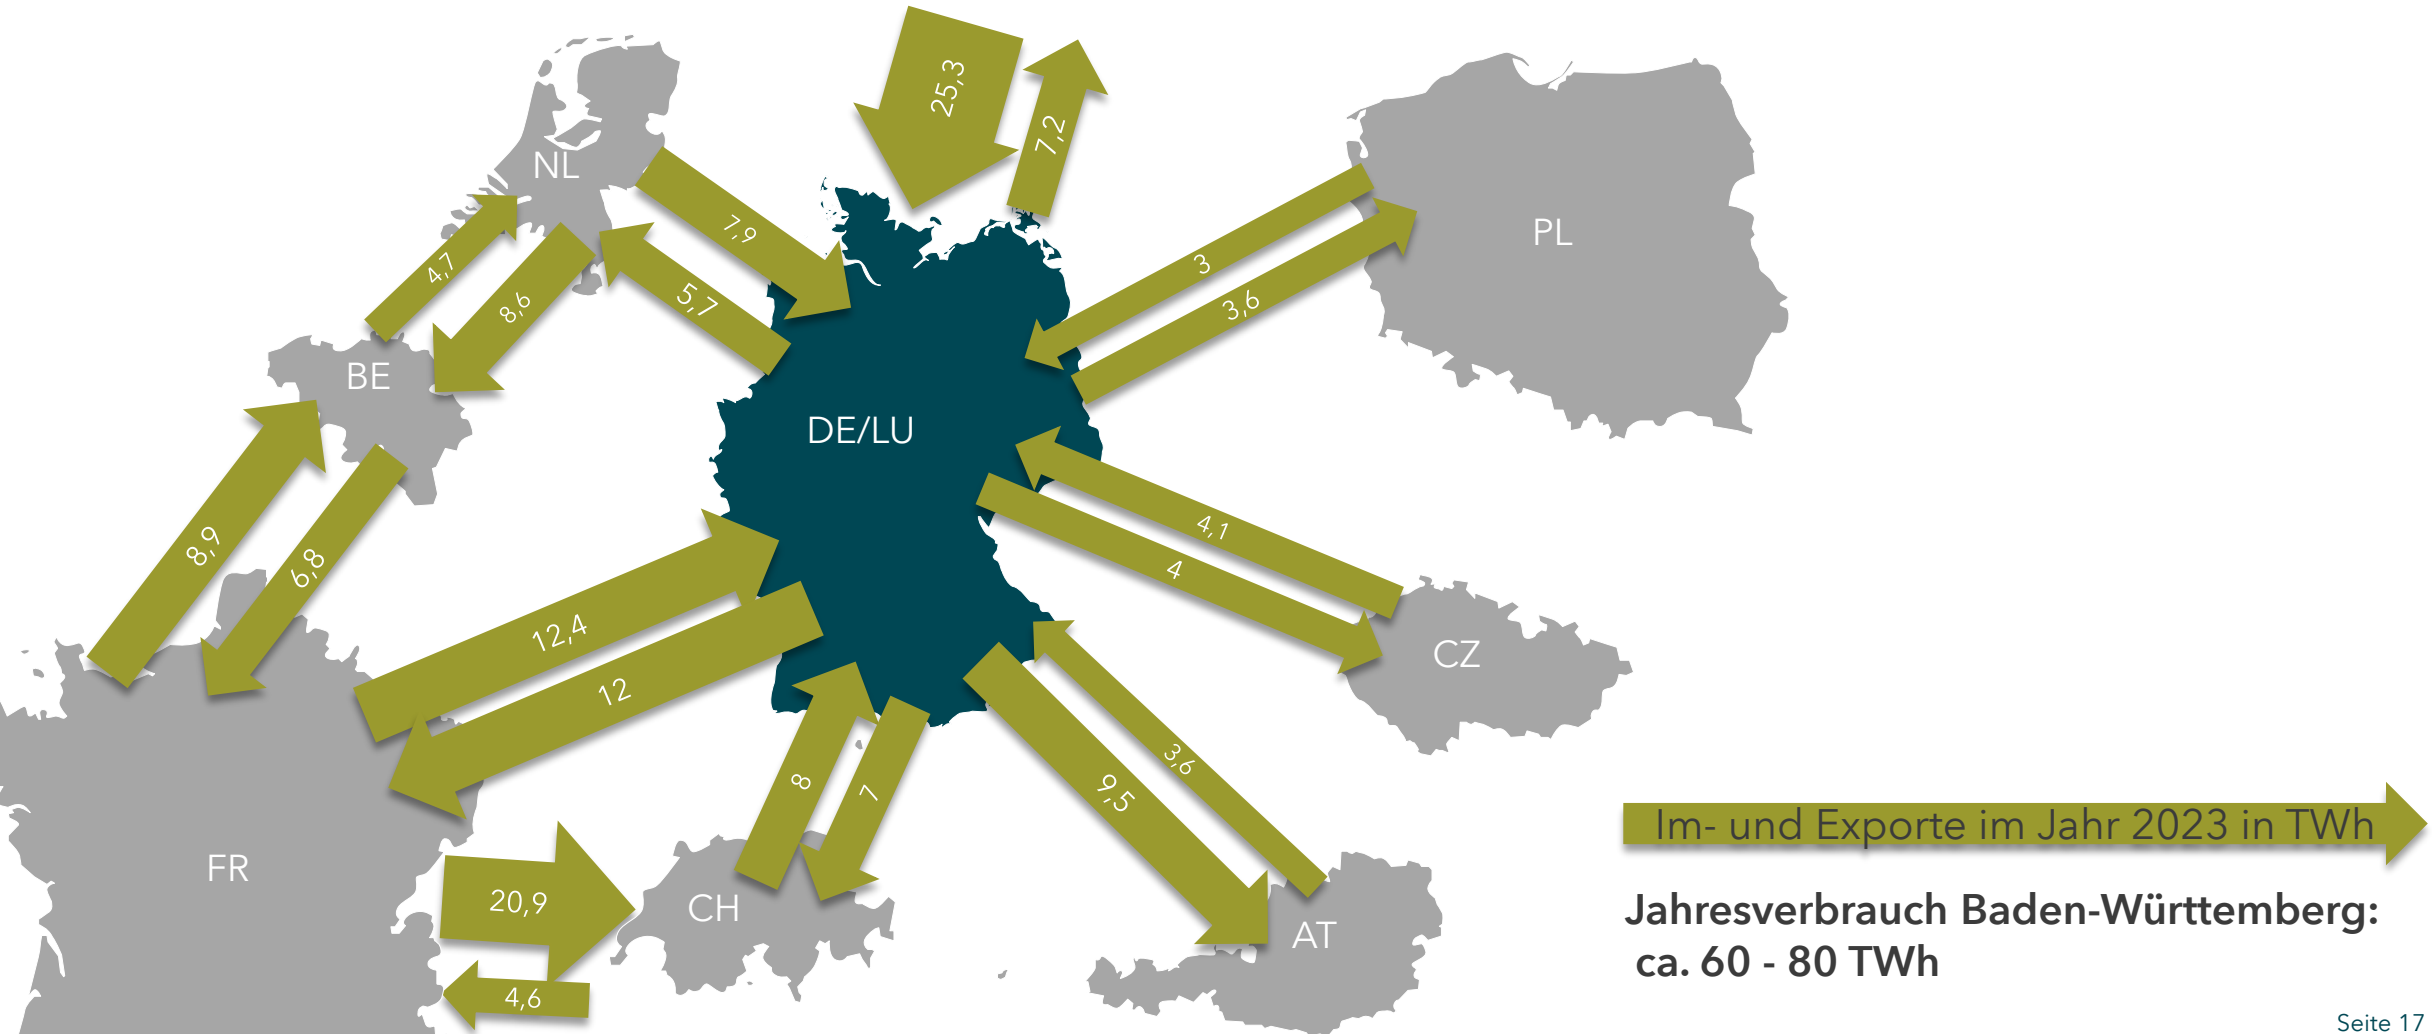 25,3
7,2
NL
7,9
5,7
4,7
8,6
BE
3
3,6
PL
DE/LU
4,1
4
CZ
8,9
6,8
12,4
12
8
7
9,5
3,6
FR
20,9
4,6
CH
AT
Im- und Exporte im Jahr 2023 in TWh
Jahresverbrauch Baden-Württemberg:
ca. 60 - 80 TWh
Seite 17